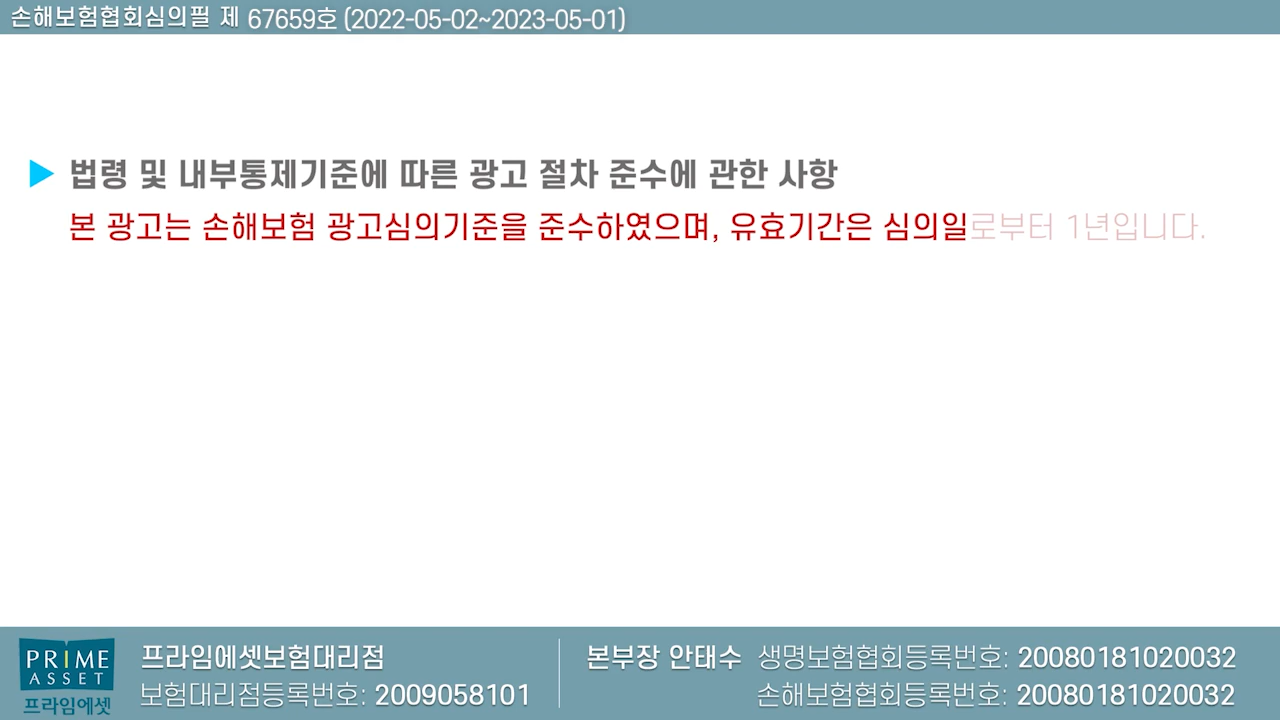 손해보험협회심의필 제 67659호 (2022-05-02~2023-05-01)
▶ 법령 및 내부통제기준에 따른 광고 절차 준수에 관한 사항
본 광고는 손해보험 광고심의기준을 준수하였으며, 유효기간은 심의일로부터 1년입니다.
PRIME
ASSET
프라임에셋
프라임에셋보험대리점
보험대리점등록번호: 2009058101
본부장 안태수 생명보험협회등록번호: 20080181020032
손해보험협회등록번호: 20080181020032